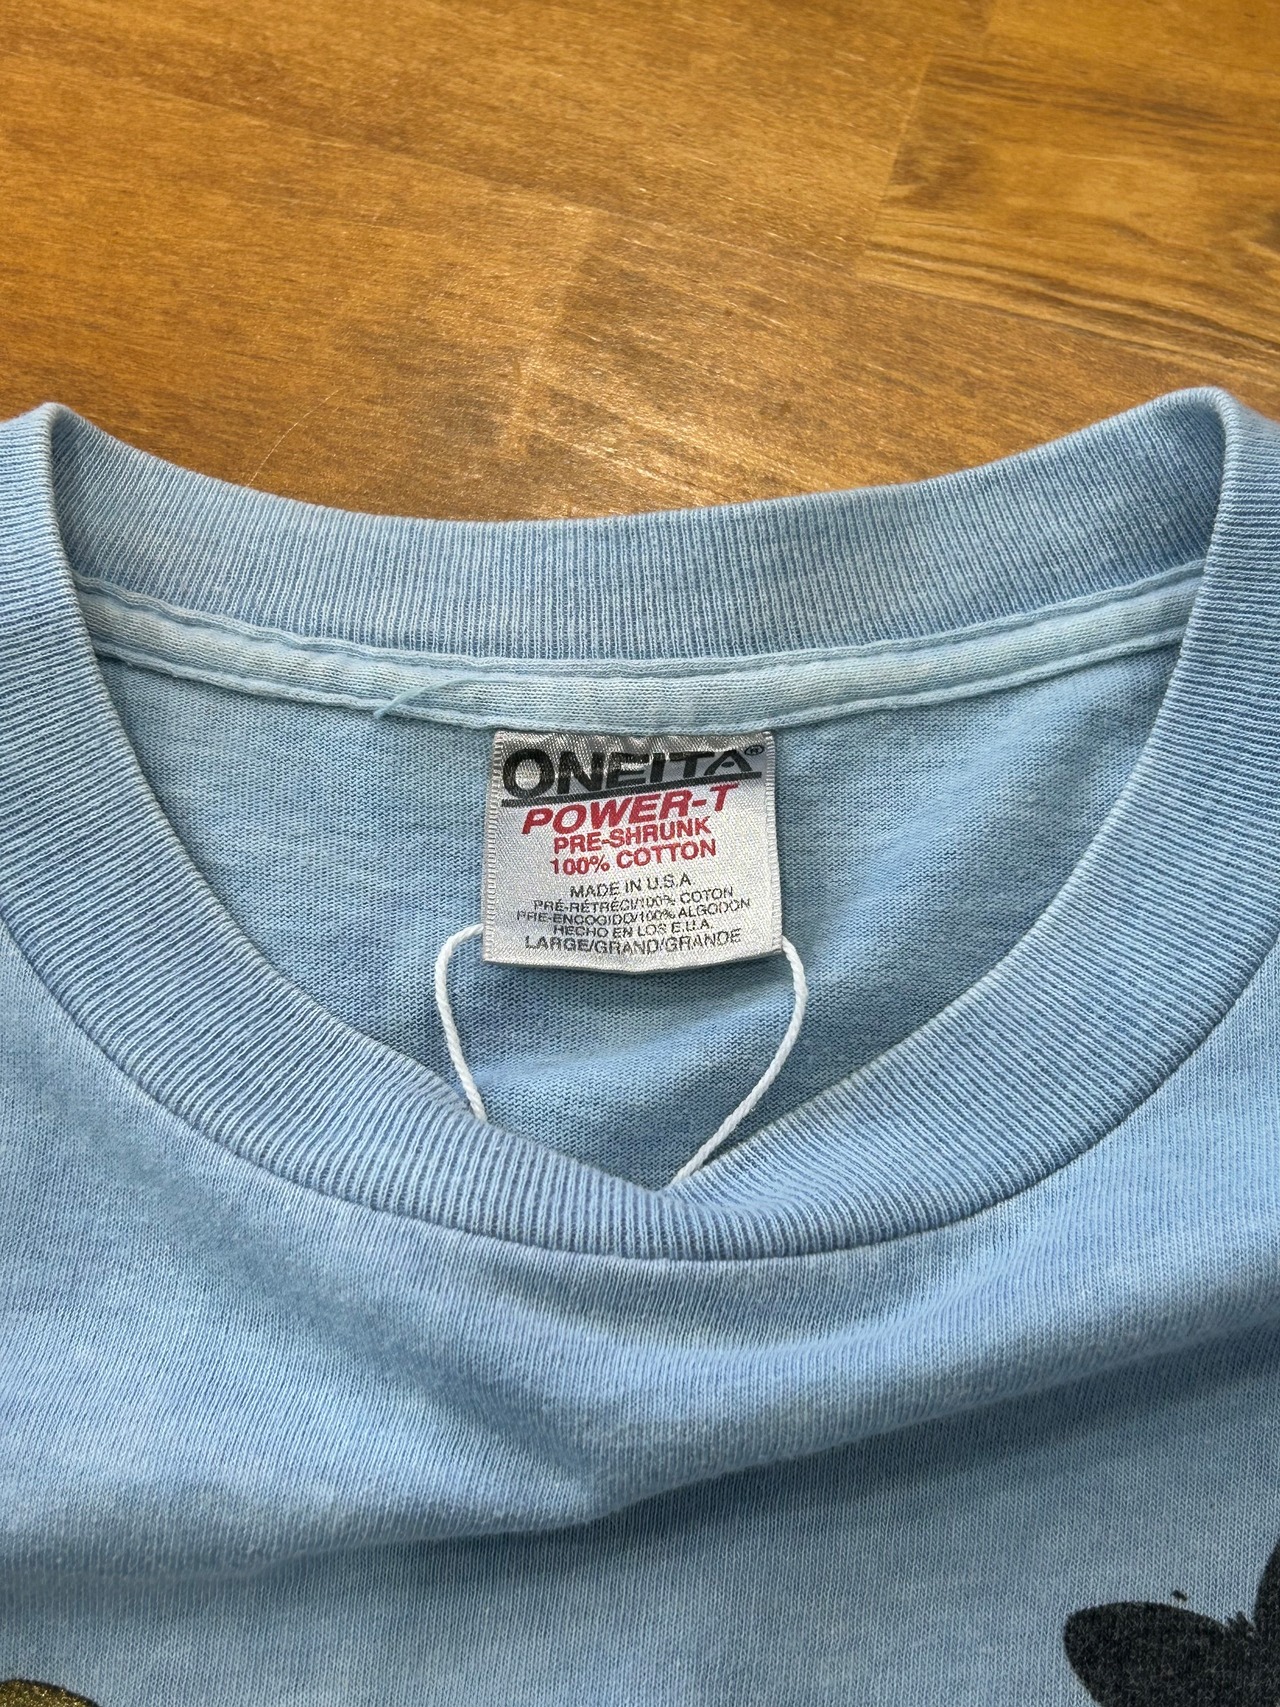 ONEITA®
POWER-T
PRE-SHRUNK
100% COTTON
MADE IN U.S.A
PRÉ-RÉTRÉCI/100% COTON
PRE-ENCOGIDO/100% ALGODON
HECHO EN LOS E.U.A.
LARGE/GRAND/GRANDE